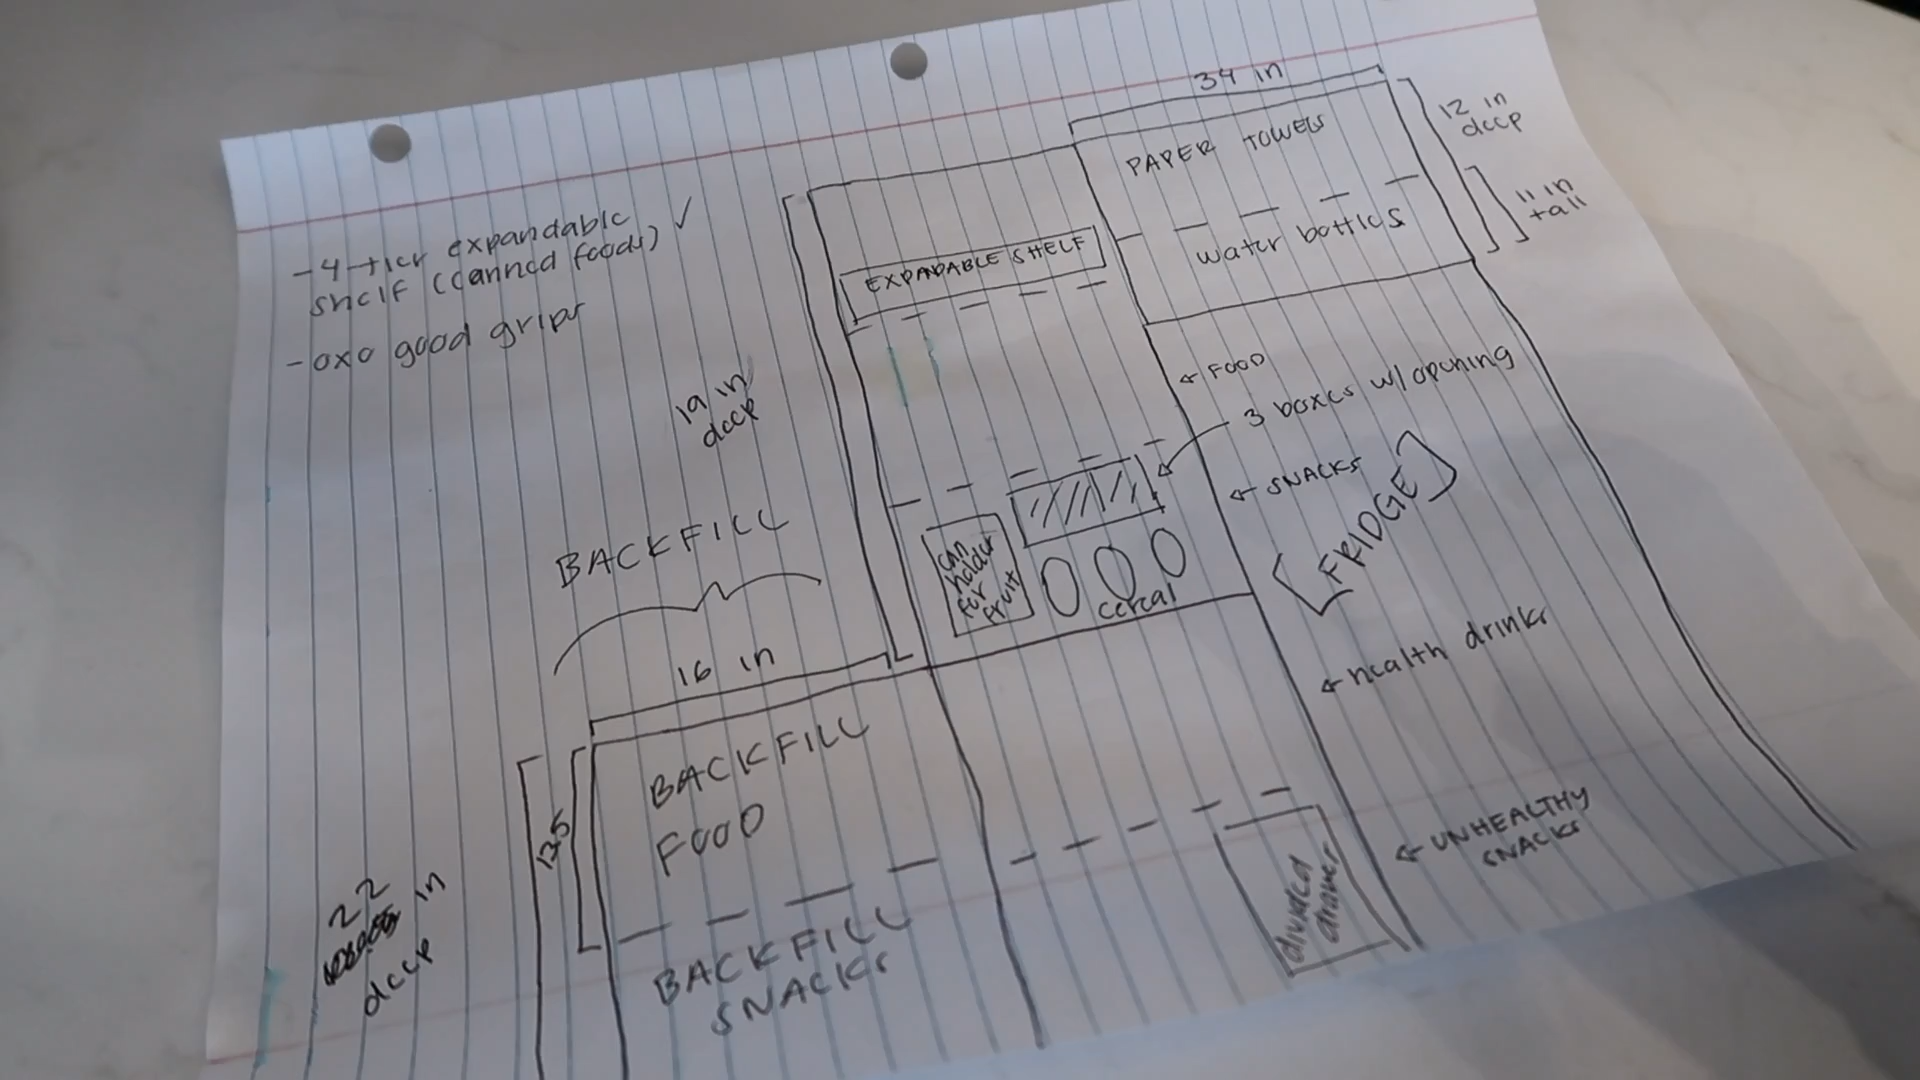 -4-tier expandable
shelf (canned foods) ✓
-oxo good grips
34 in
12 in
deep
PAPER TOWELS
11 in
tall
water bottles
EXPANDABLE SHELF
19 in
deep
← FOOD
3 boxes w/ opening
← SNACKS
[FRIDGE]
can
holder
for
fruit
cereal
BACKFILL
16 in
← health drinks
BACKFILL
FOOD
13.5
22
in
deep
BACKFILL
SNACKS
← UNHEALTHY
SNACKS
divided
drawer